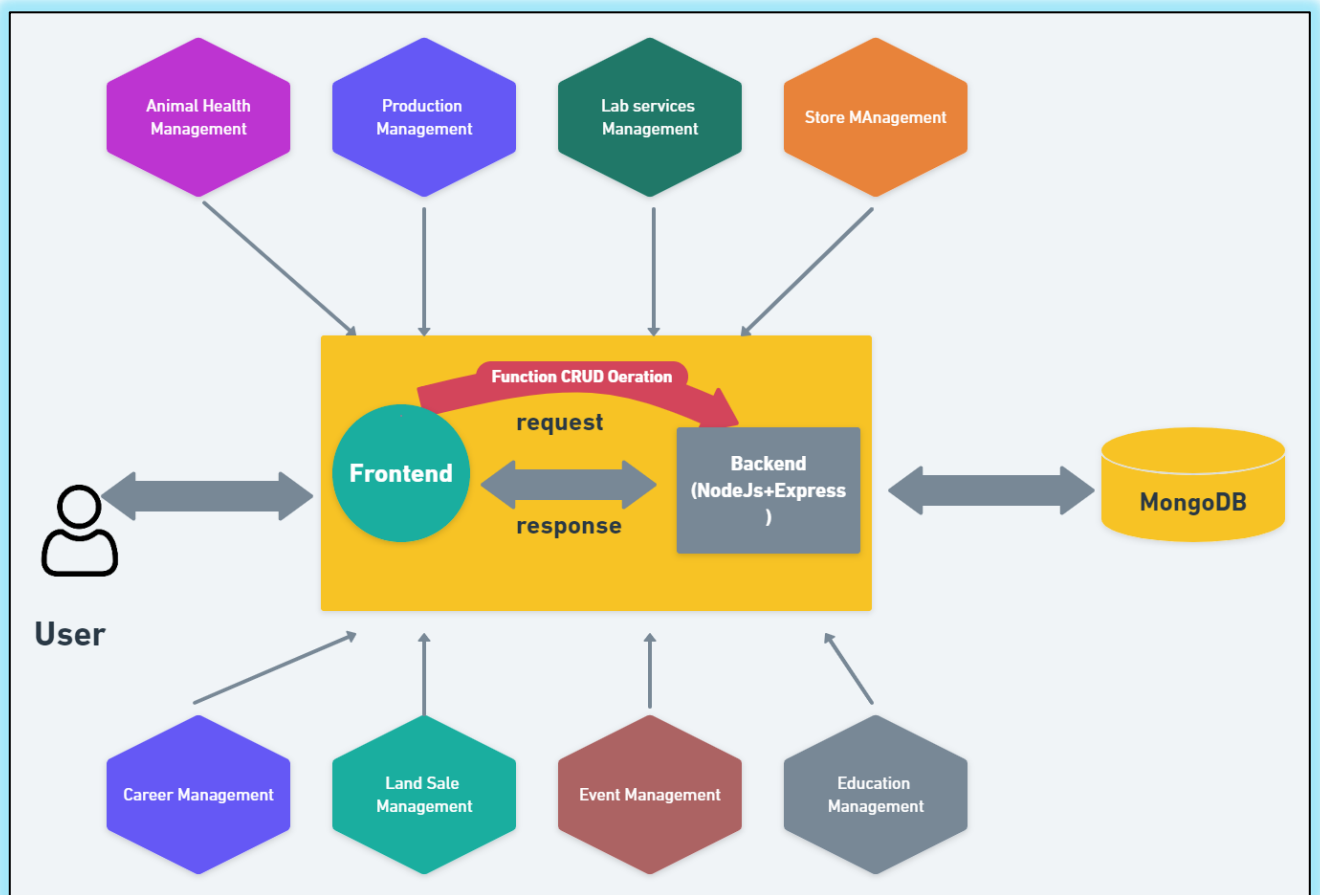 Animal Health
Management
Production
Management
Lab services
Management
Store MAnagement
Function CRUD Oeration
request
Frontend
Backend
(NodeJs+Express
)
response
MongoDB
User
Career Management
Land Sale
Management
Event Management
Education
Management